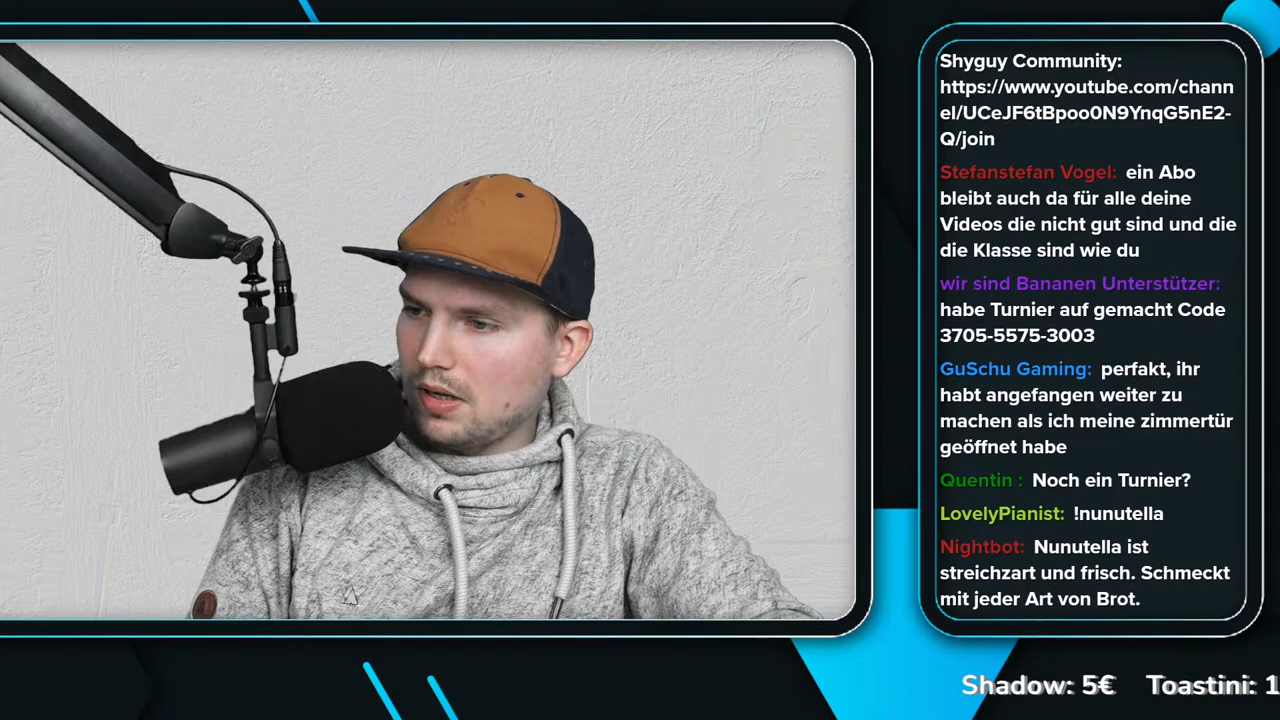 Shyguy Community:
https://www.youtube.com/chann
el/UCeJF6tBpoo0N9YnqG5nE2-
Q/join
Stefanstefan Vogel: ein Abo
bleibt auch da für alle deine
Videos die nicht gut sind und die
die Klasse sind wie du
wir sind Bananen Unterstützer:
habe Turnier auf gemacht Code
3705-5575-3003
GuSchu Gaming: perfakt, ihr
habt angefangen weiter zu
machen als ich meine zimmertür
geöffnet habe
Quentin : Noch ein Turnier?
LovelyPianist: !nunutella
Nightbot: Nunutella ist
streichzart und frisch. Schmeckt
mit jeder Art von Brot.
Shadow: 5€ Toastini: 1